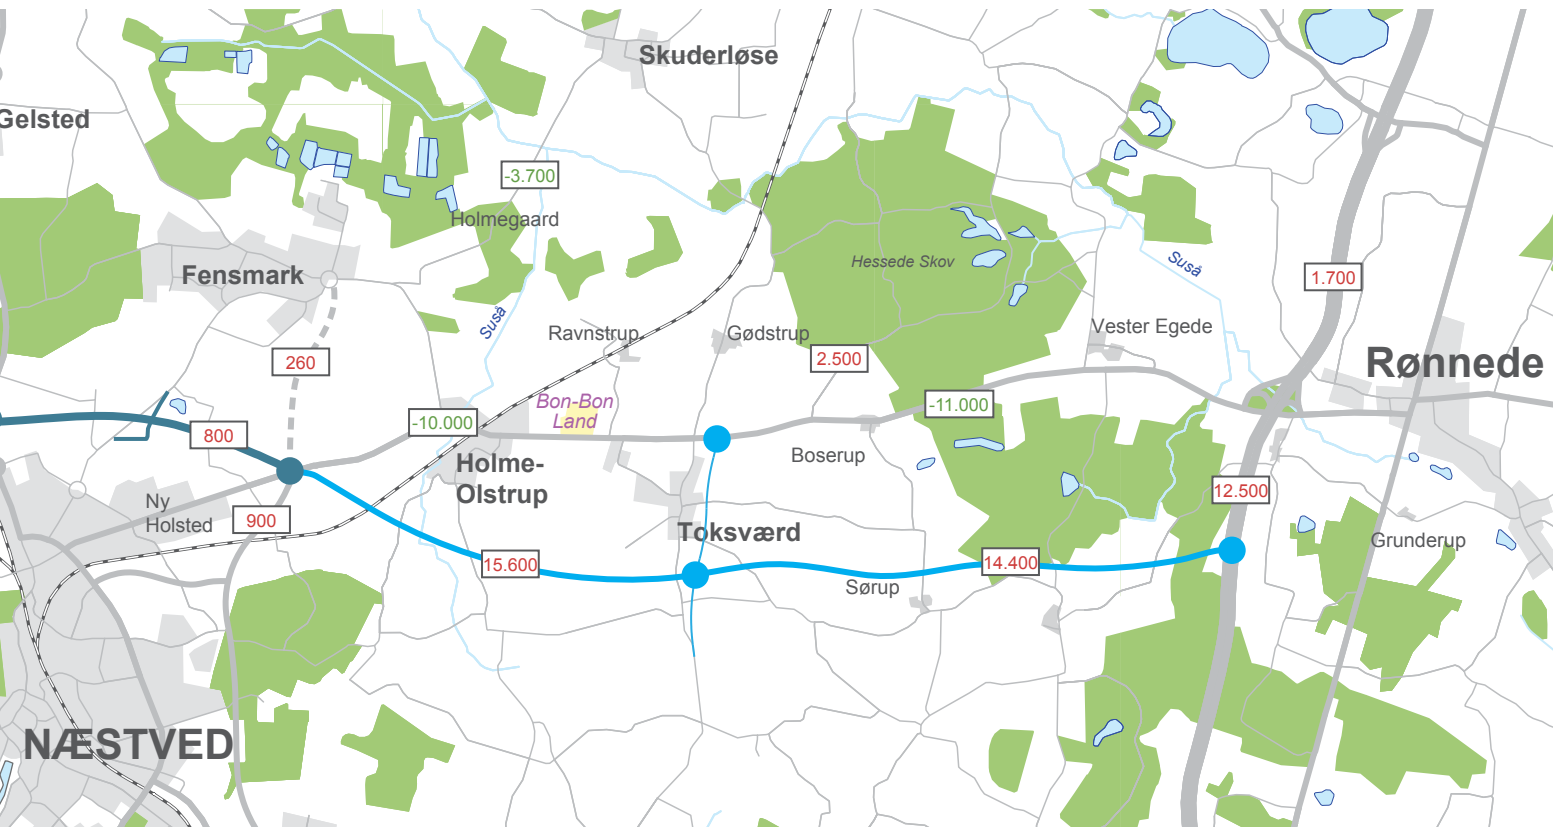 Skuderløse
Gelsted
-3.700
Holmegaard
Hessede Skov
Suså
Fensmark
1.700
Suså
Ravnstrup
Gødstrup
Vester Egede
260
2.500
Rønnede
Bon-Bon
Land
-11.000
-10.000
800
Boserup
Holme-
Olstrup
12.500
Ny
Holsted
900
Toksværd
Grunderup
15.600
14.400
Sørup
NÆSTVED